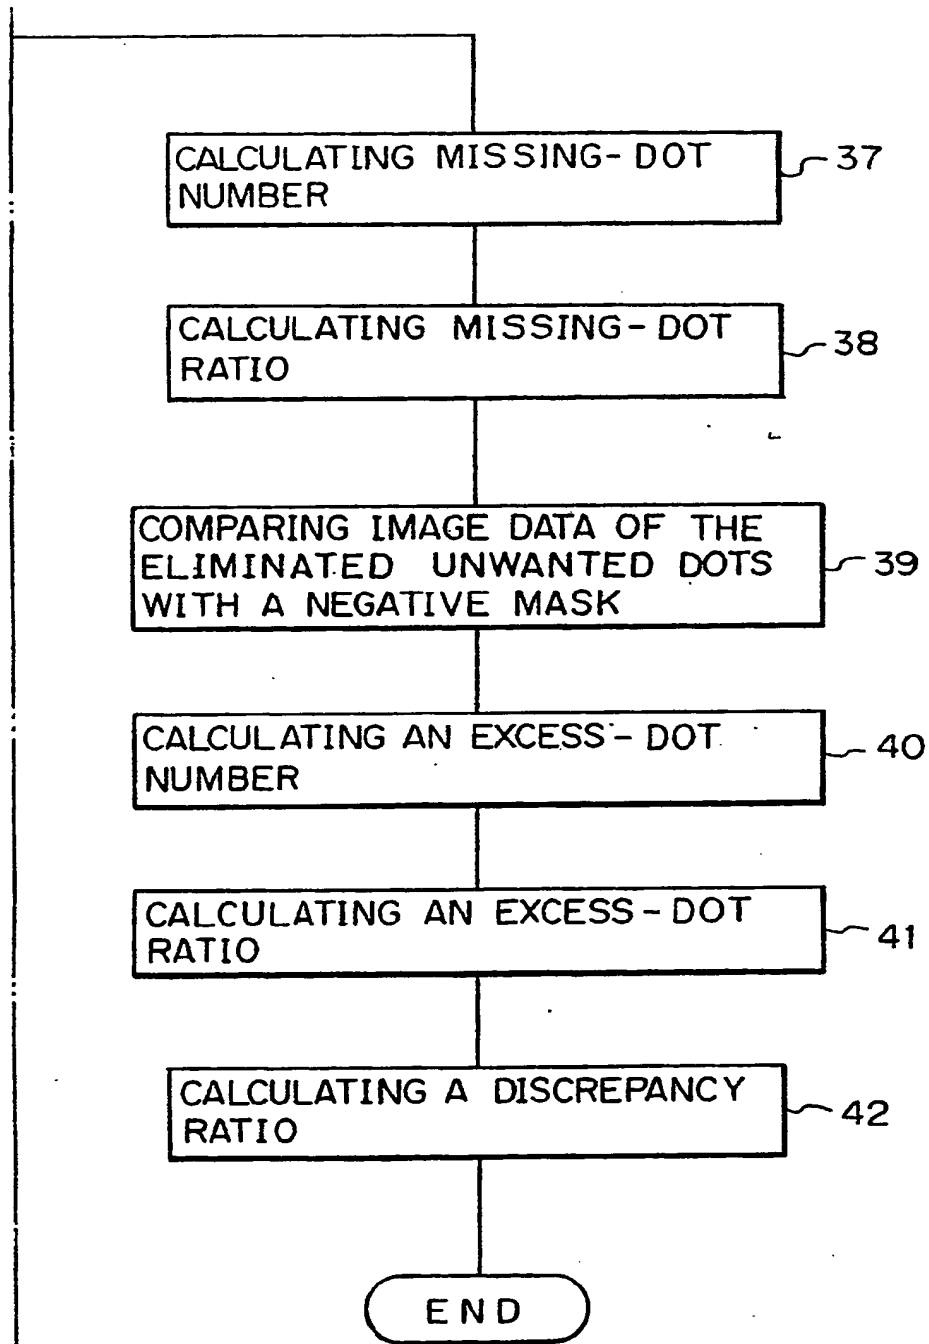 CALCULATING MISSING-DOT
NUMBER
37
CALCULATING MISSING-DOT
RATIO
38
COMPARING IMAGE DATA OF THE
ELIMINATED UNWANTED DOTS
WITH A NEGATIVE MASK
39
CALCULATING AN EXCESS-DOT
NUMBER
40
CALCULATING AN EXCESS-DOT
RATIO
41
CALCULATING A DISCREPANCY
RATIO
42
END